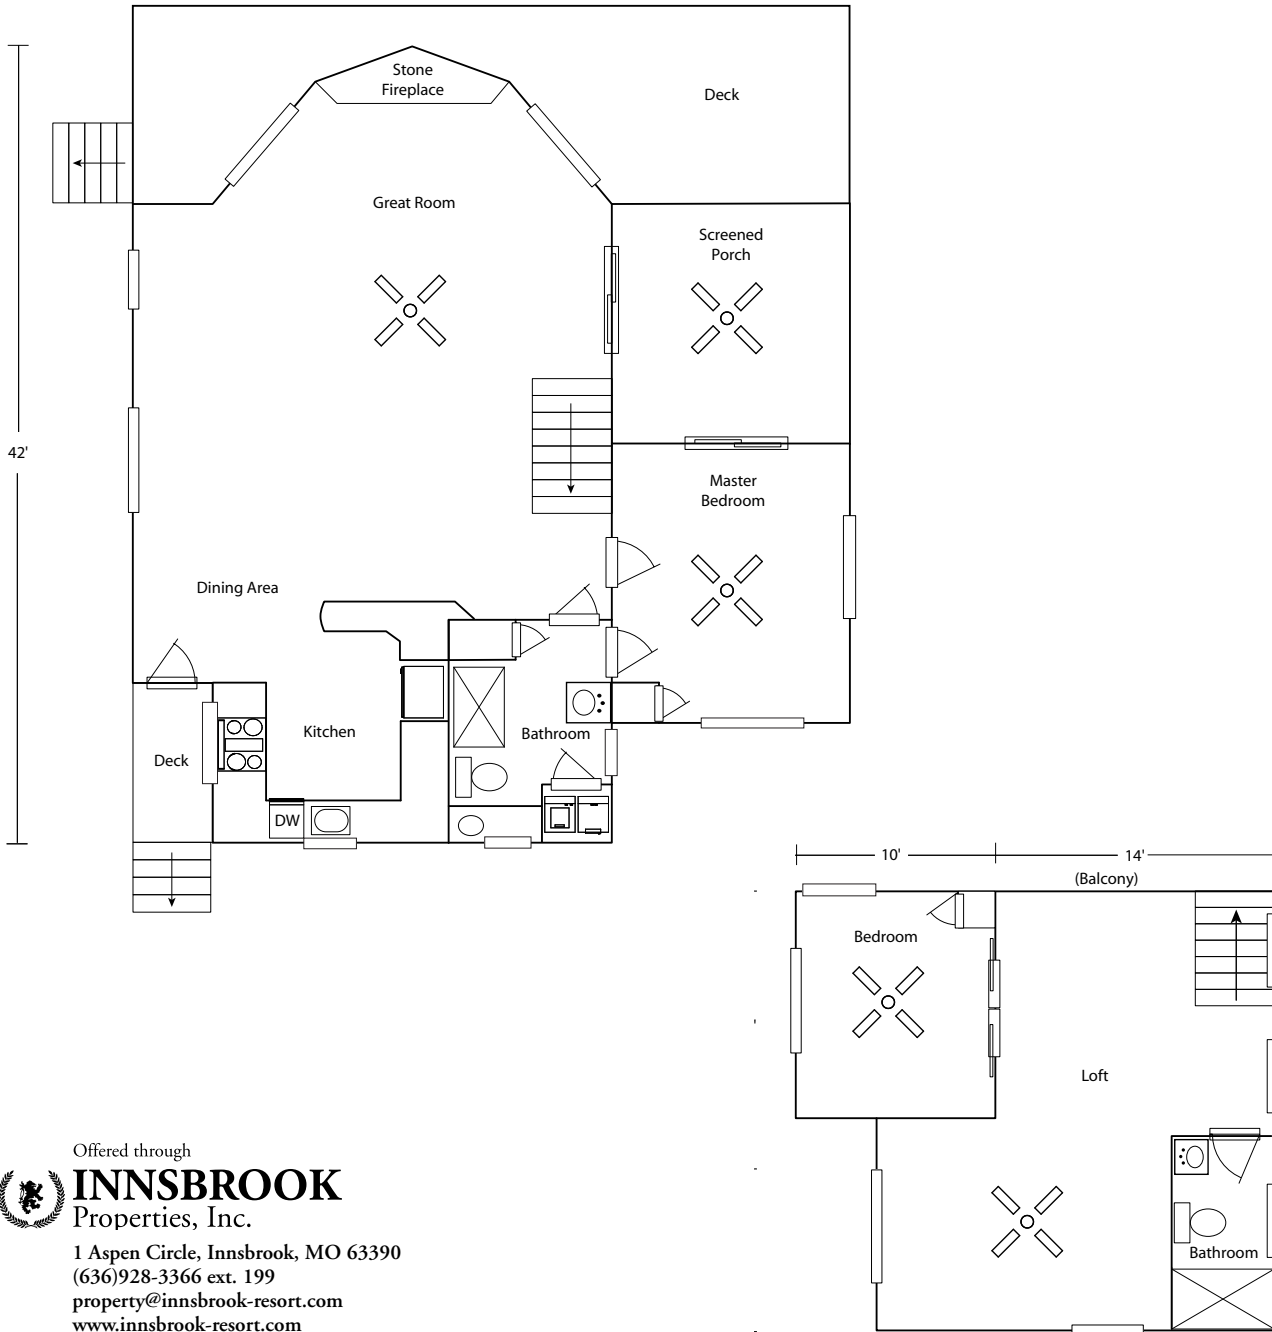 Stone
Fireplace
Deck
Great Room
Screened
Porch
42'
Master
Bedroom
Dining Area
Kitchen
Bathroom
Deck
DW
10'
14'
(Balcony)
Bedroom
Loft
Bathroom
Offered through
INNSBROOK
Properties, Inc.
1 Aspen Circle, Innsbrook, MO 63390
(636)928-3366 ext. 199
property@innsbrook-resort.com
www.innsbrook-resort.com